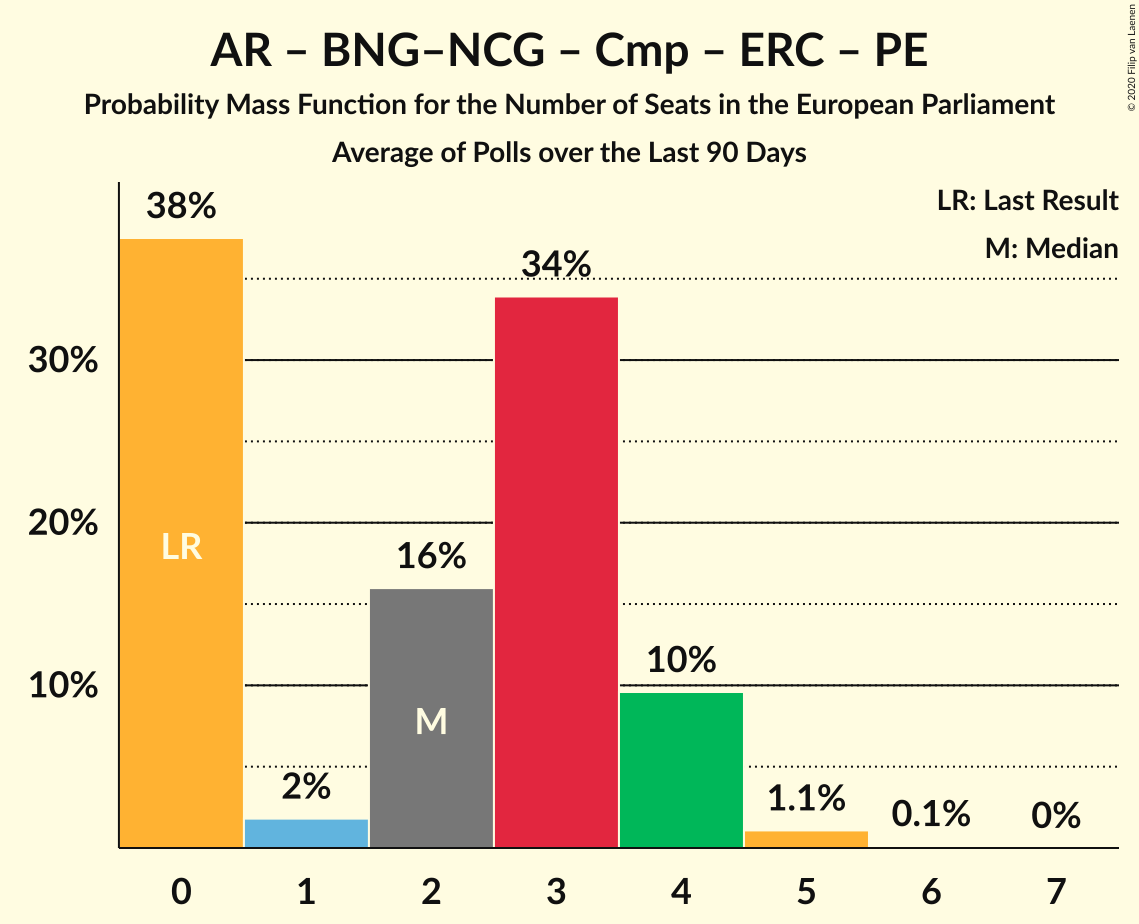 AR – BNG–NCG – Cmp – ERC – PE
Probability Mass Function for the Number of Seats in the European Parliament
Average of Polls over the Last 90 Days
© 2020 Filip van Laenen
LR: Last Result
M: Median
38%
34%
30%
20%
LR
16%
10%
10%
M
2%
1.1%
0.1%
0%
0 1 2 3 4 5 6 7